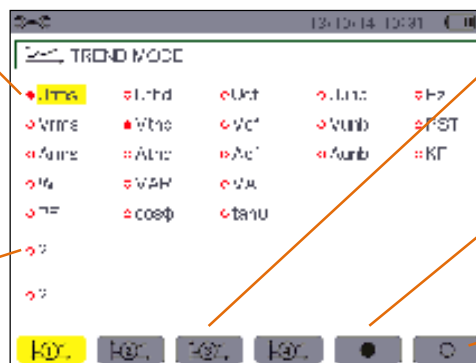 13/10/14 10:31
TREND MODE
Urms Uthd Ucf Uunb Hz
Vrms Vthd Vcf Vunb PST
Arms Athd Acf Aunb KF
W VAR VA
PF cosφ tanφ
?
?